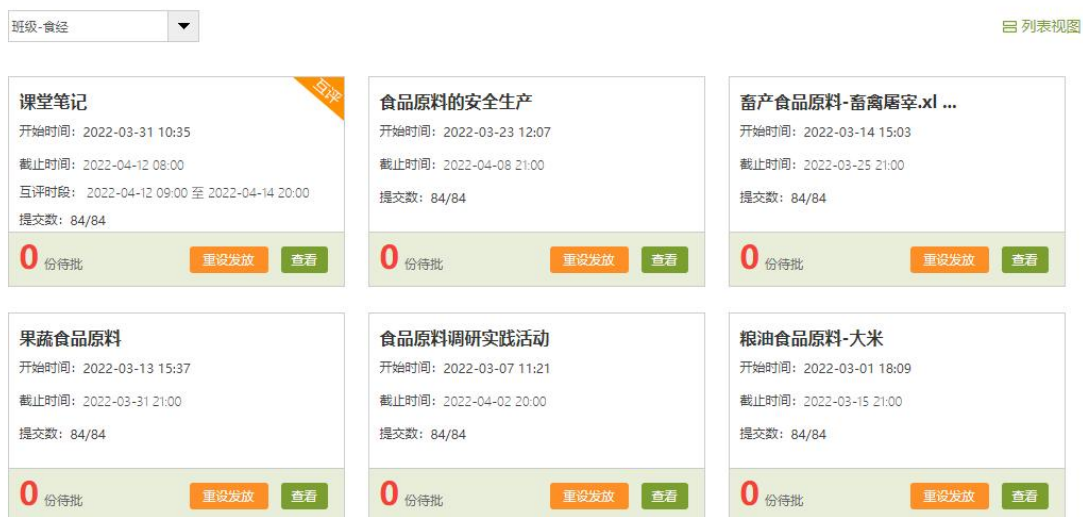 班级-食经
列表视图
课堂笔记
互评
开始时间：2022-03-31 10:35
截止时间：2022-04-12 08:00
互评时段： 2022-04-12 09:00 至 2022-04-14 20:00
提交数：84/84
0 份待批 重设发放 查看
食品原料的安全生产
开始时间：2022-03-23 12:07
截止时间：2022-04-08 21:00
提交数：84/84
0 份待批 重设发放 查看
畜产食品原料-畜禽屠宰.xl ...
开始时间：2022-03-14 15:03
截止时间：2022-03-25 21:00
提交数：84/84
0 份待批 重设发放 查看
果蔬食品原料
开始时间：2022-03-13 15:37
截止时间：2022-03-31 21:00
提交数：84/84
0 份待批 重设发放 查看
食品原料调研实践活动
开始时间：2022-03-07 11:21
截止时间：2022-04-02 20:00
提交数：84/84
0 份待批 重设发放 查看
粮油食品原料-大米
开始时间：2022-03-01 18:09
截止时间：2022-03-15 21:00
提交数：84/84
0 份待批 重设发放 查看